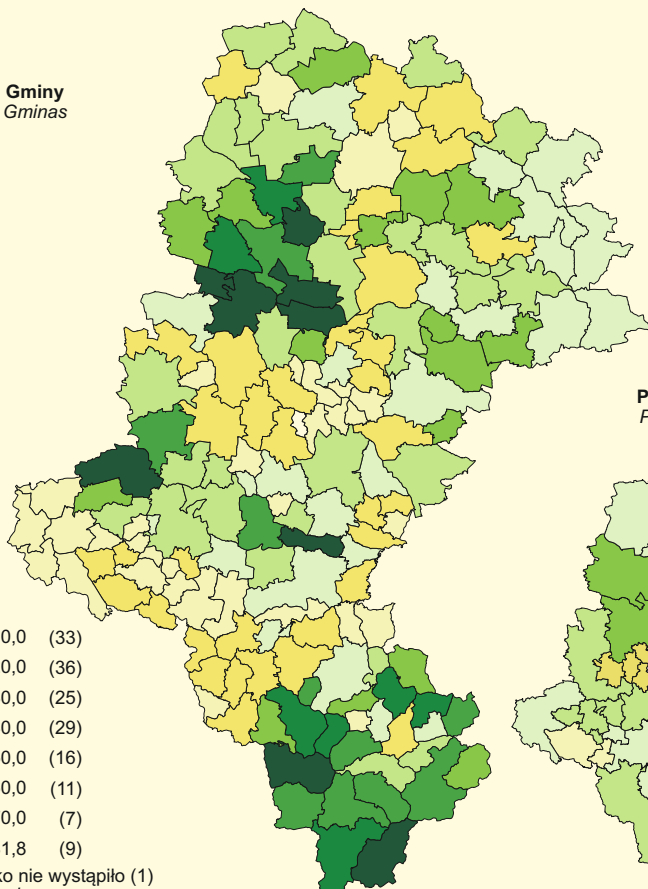 Gminy
Gminas
P
0,0 (33)
0,0 (36)
0,0 (25)
0,0 (29)
0,0 (16)
0,0 (11)
0,0 (7)
1,8 (9)
ko nie wystąpiło (1)